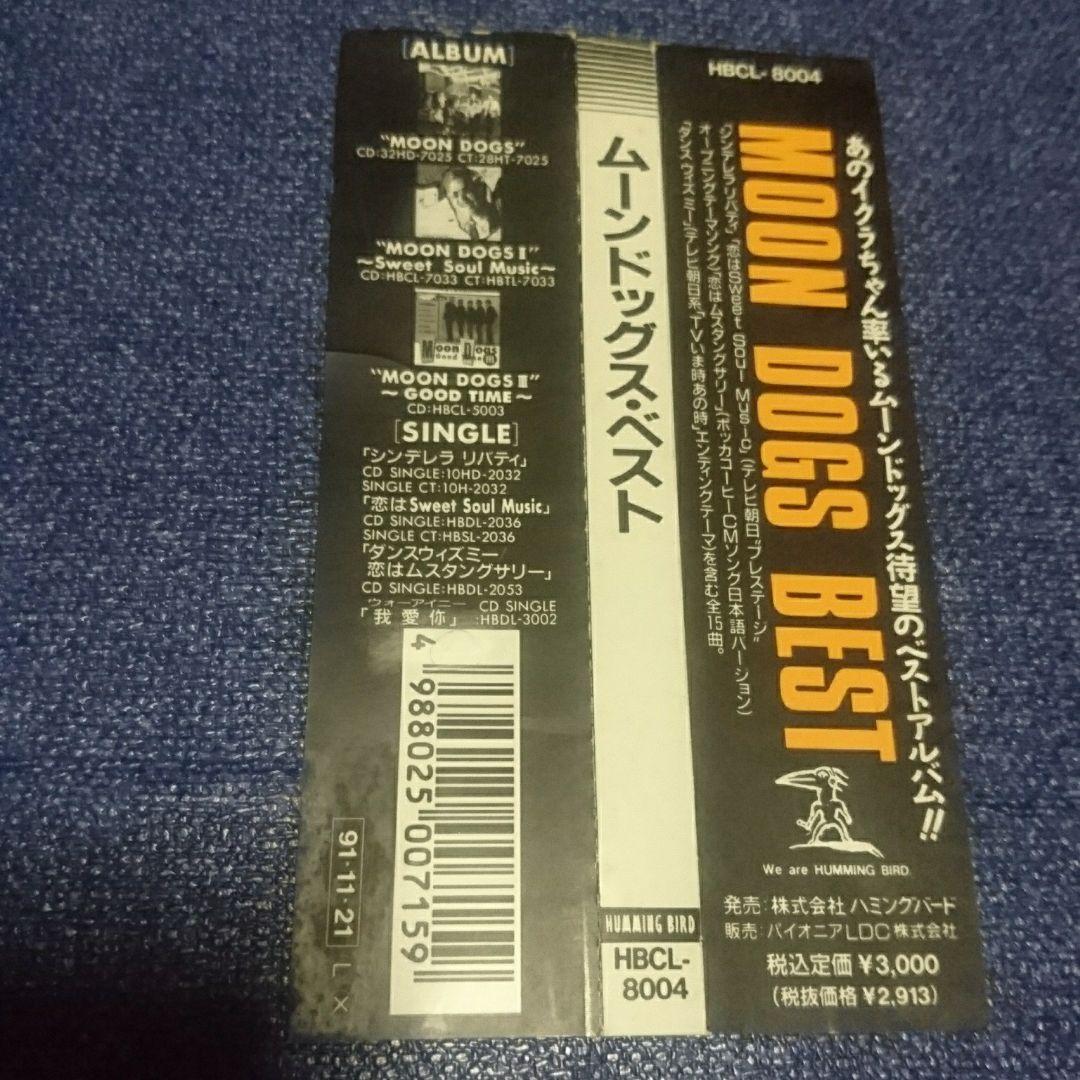 [ALBUM]
"MOON DOGS"
CD:32HD-7025 CT:28HT-7025
"MOON DOGS II"
～Sweet Soul Music～
CD:HBCL-7033 CT:HBTL-7033
Moon Dogs III
Good Time
"MOON DOGS III"
～ GOOD TIME ～
CD:HBCL-5003
[SINGLE]
「シンデレラ リバティ」
CD SINGLE:10HD-2032
SINGLE CT:10H-2032
「恋はSweet Soul Music」
CD SINGLE:HBDL-2036
SINGLE CT:HBSL-2036
「ダンスウィズミー/
恋はムスタングサリー」
CD SINGLE:HBDL-2053
ウォーアイニー
「我愛你」 CD SINGLE
:HBDL-3002
4 988025 007159
91·11·21 L ×
ムーンドッグス・ベスト
HUMMING BIRD
HBCL-
8004
HBCL-8004
あのイクラちゃん率いるムーンドッグス待望のベストアルバム!!
MOON DOGS BEST
「シンデレラリバティ」「恋はSweet Soul Music」(テレビ朝日"プレステージ"
オープニングテーマソング)「恋はムスタングサリー」(ポッカコーヒーCMソング日本語バージョン)
「ダンス ウィズ ミー」(テレビ朝日系「TVいま時あの時」エンディングテーマ)を含む全15曲。
We are HUMMING BIRD.
発売:株式会社 ハミングバード
販売:パイオニアLDC株式会社
税込定価 ¥3,000
(税抜価格 ¥2,913)